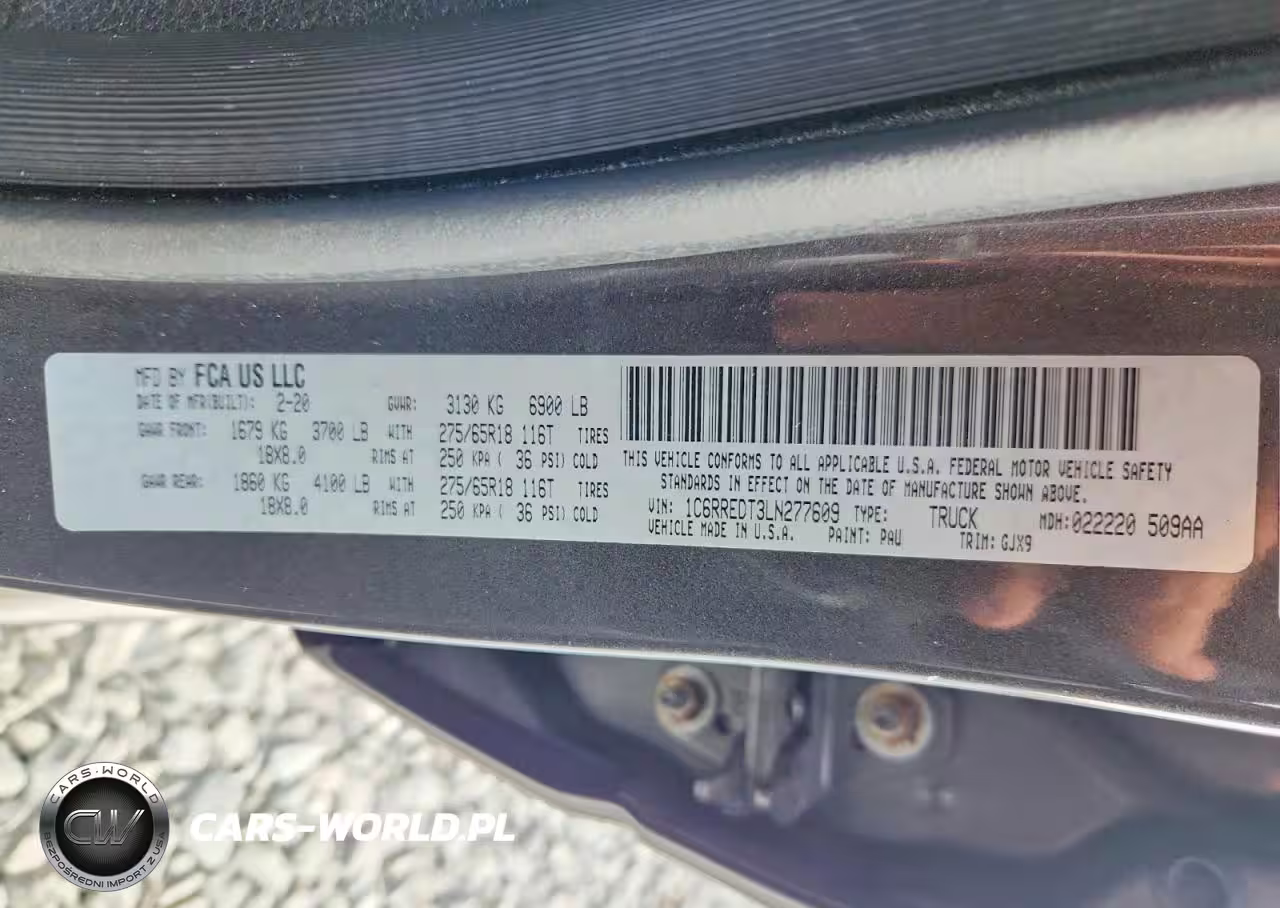 MFD BY FCA US LLC
DATE OF MFR(BUILT): 2-20 GVWR: 3130 KG 6900 LB
GAWR FRONT: 1679 KG 3700 LB WITH 275/65R18 116T TIRES
18X8.0 RIMS AT 250 KPA ( 36 PSI) COLD
GAWR REAR: 1860 KG 4100 LB WITH 275/65R18 116T TIRES
18X8.0 RIMS AT 250 KPA ( 36 PSI) COLD
THIS VEHICLE CONFORMS TO ALL APPLICABLE U.S.A. FEDERAL MOTOR VEHICLE SAFETY
STANDARDS IN EFFECT ON THE DATE OF MANUFACTURE SHOWN ABOVE.
VIN: 1C6RREDT3LN277609 TYPE: TRUCK MDH:022220 509AA
VEHICLE MADE IN U.S.A. PAINT: PAU TRIM: GJX9
CARS-WORLD
CW
BEZPOŚREDNI IMPORT Z USA
CARS-WORLD.PL